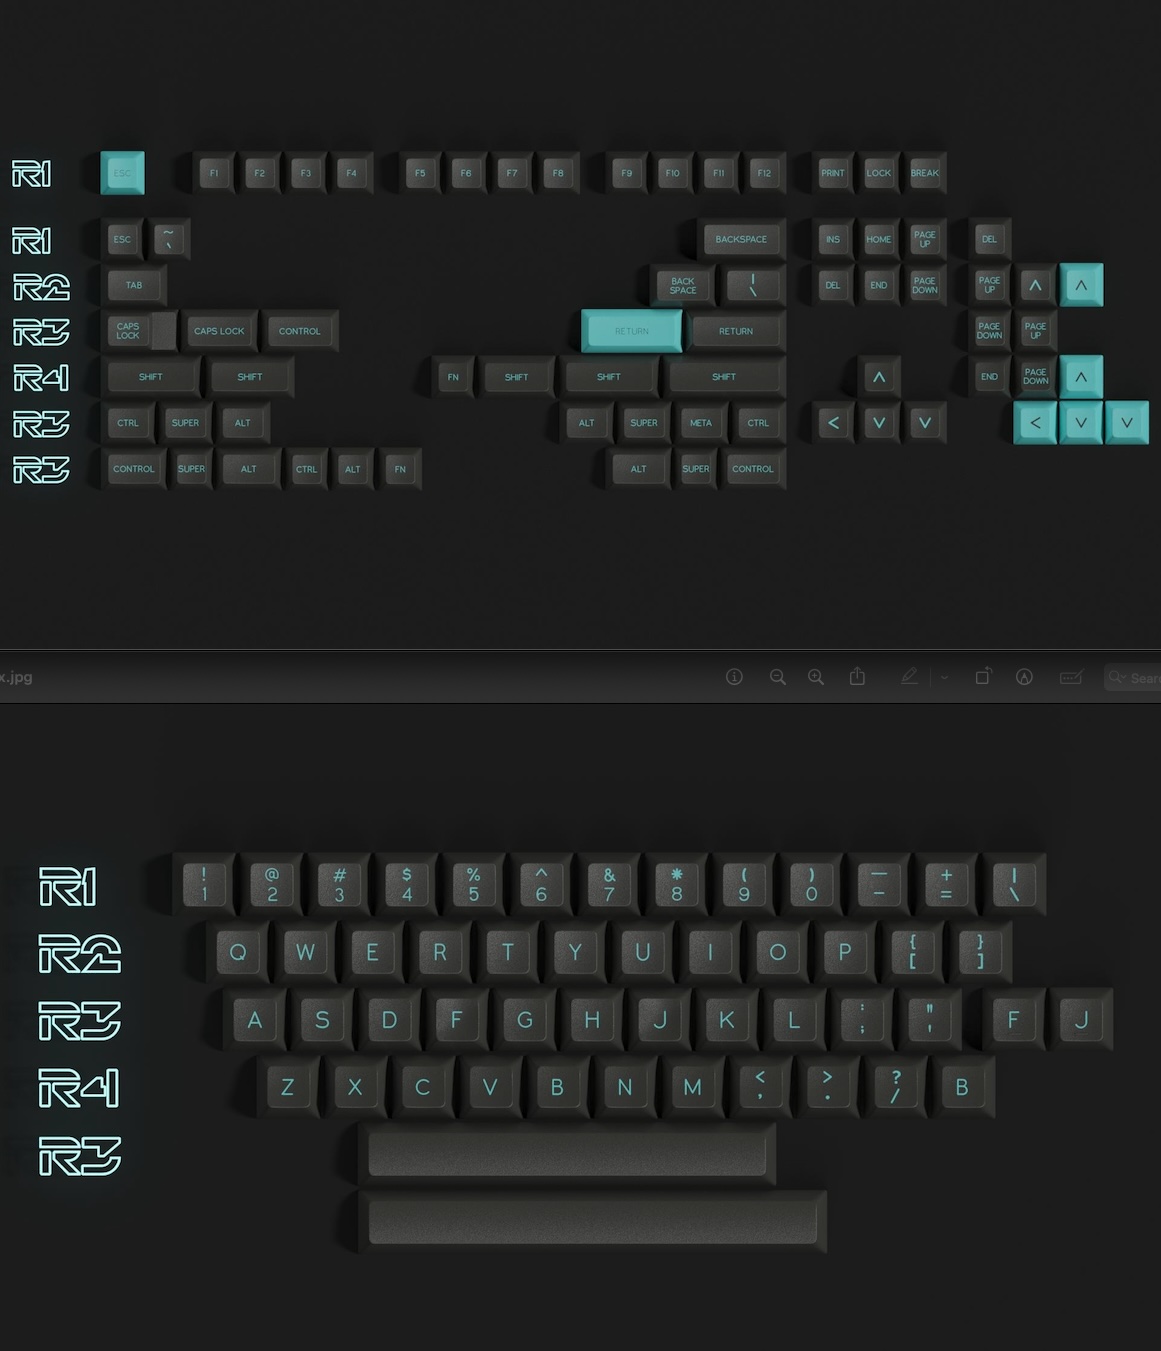 R1 ESC F1 F2 F3 F4 F5 F6 F7 F8 F9 F10 F11 F12 PRINT LOCK BREAK
R1 ESC ~ ` BACKSPACE INS HOME PAGE UP DEL
R2 TAB BACK SPACE | \ DEL END PAGE DOWN PAGE UP ^ ^
R3 CAPS LOCK CAPS LOCK CONTROL RETURN RETURN PAGE DOWN PAGE UP
R4 SHIFT SHIFT FN SHIFT SHIFT SHIFT ^ END PAGE DOWN ^
R3 CTRL SUPER ALT ALT SUPER META CTRL < v v < v v
R3 CONTROL SUPER ALT CTRL ALT FN ALT SUPER CONTROL
x.jpg Sear
R1 ! 1 @ 2 # 3 $ 4 % 5 ^ 6 & 7 * 8 ( 9 ) 0 — - + = | \
R2 Q W E R T Y U I O P { [ } ]
R3 A S D F G H J K L : ; " ' F J
R4 Z X C V B N M < , > . ? / B
R3